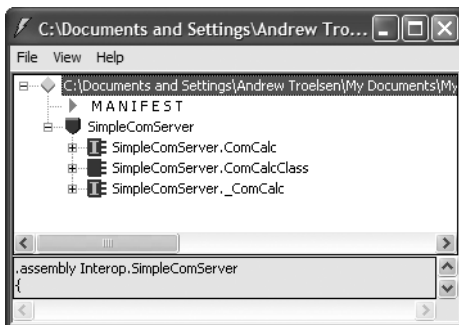 C:\Documents and Settings\Andrew Tro...
File View Help
C:\Documents and Settings\Andrew Troelsen\My Documents\My
MANIFEST
SimpleComServer
SimpleComServer.ComCalc
SimpleComServer.ComCalcClass
SimpleComServer._ComCalc
.assembly Interop.SimpleComServer
{